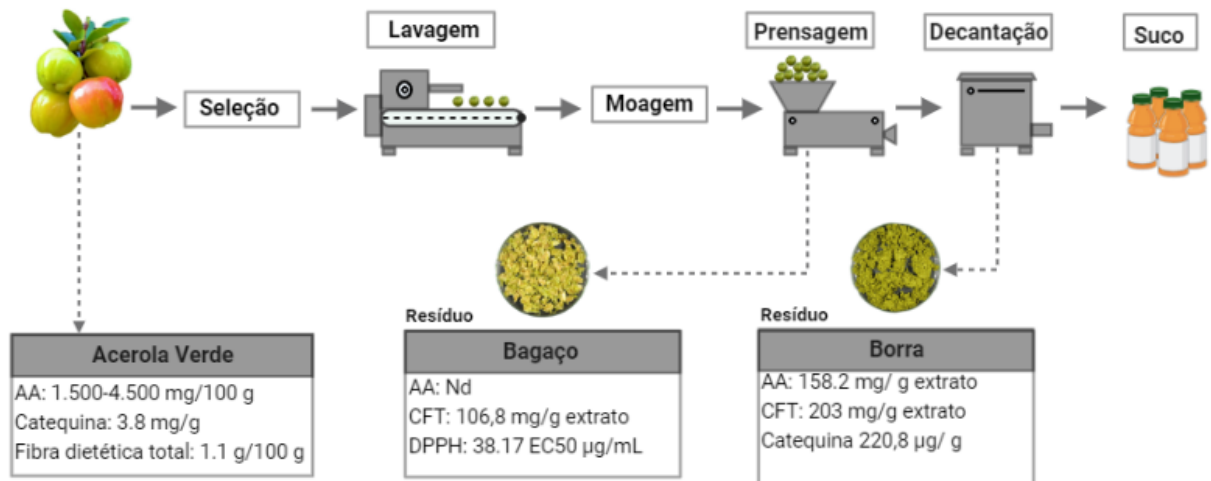 Seleção
Lavagem
Moagem
Prensagem
Decantação
Suco
Acerola Verde
AA: 1.500-4.500 mg/100 g
Catequina: 3.8 mg/g
Fibra dietética total: 1.1 g/100 g
Resíduo
Bagaço
AA: Nd
CFT: 106,8 mg/g extrato
DPPH: 38.17 EC50 µg/mL
Resíduo
Borra
AA: 158.2 mg/ g extrato
CFT: 203 mg/g extrato
Catequina 220,8 µg/ g